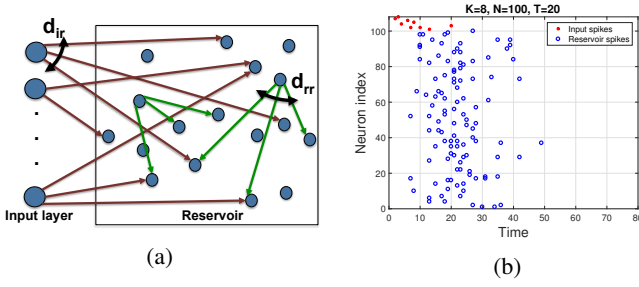 d_ir
d_rr
.
.
.
Input layer
Reservoir
(a)
K=8, N=100, T=20
Input spikes
Reservoir spikes
Neuron index
100
80
60
40
20
0
0 10 20 30 40 50 60 70 80
Time
(b)